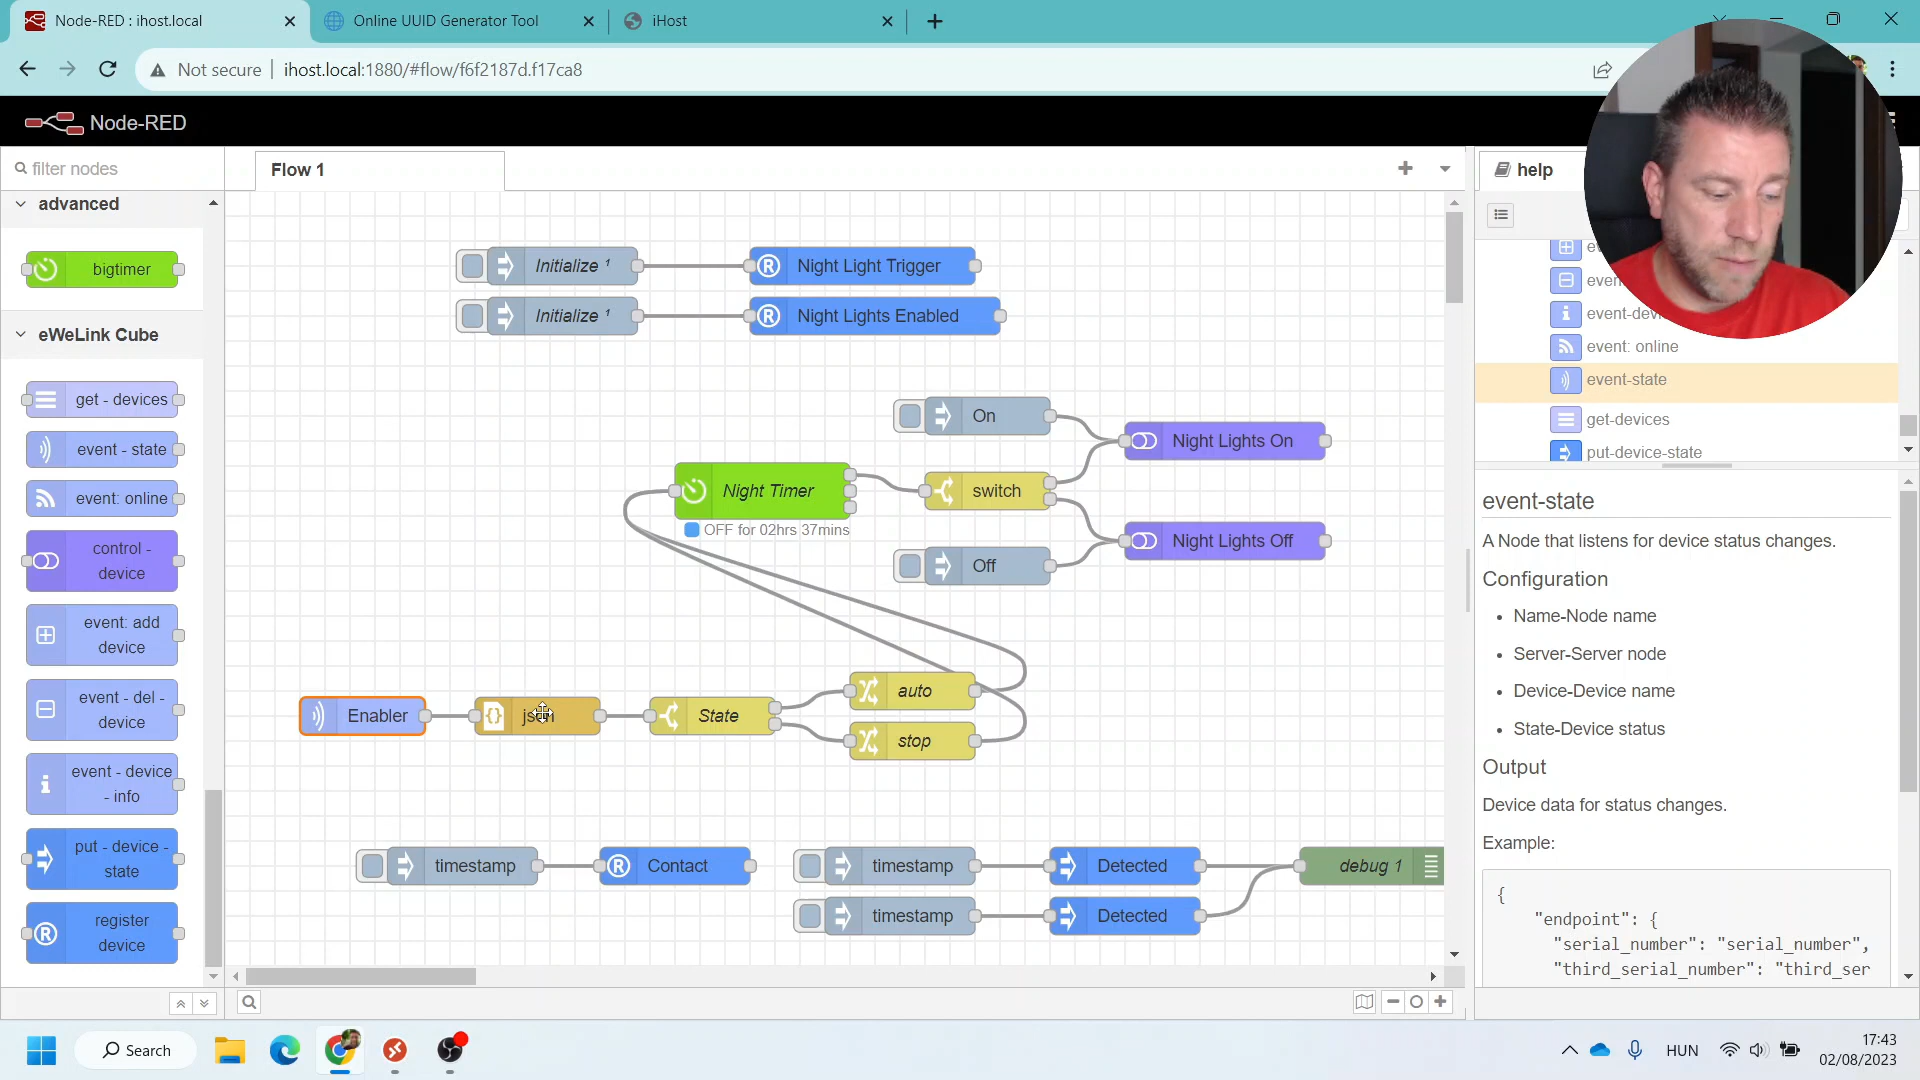 Node-RED : ihost.local
Online UUID Generator Tool
iHost
Not secure
ihost.local:1880/#flow/f6f2187d.f17ca8
Node-RED
filter nodes
Flow 1
help
advanced
bigtimer
eWeLink Cube
get - devices
event - state
event: online
control -
device
event: add
device
event - del -
device
event - device
- info
put - device -
state
register
device
Initialize ¹
Night Light Trigger
Initialize ¹
Night Lights Enabled
On
Night Lights On
Night Timer
switch
OFF for 02hrs 37mins
Night Lights Off
Off
auto
Enabler
State
stop
timestamp
Contact
timestamp
Detected
debug 1
timestamp
Detected
event: online
event-state
get-devices
put-device-state
event-state
A Node that listens for device status changes.
Configuration
Name-Node name
Server-Server node
Device-Device name
State-Device status
Output
Device data for status changes.
Example:
{
"endpoint": {
"serial_number": "serial_number",
"third_serial_number": "third_ser
Search
HUN
17:43
02/08/2023